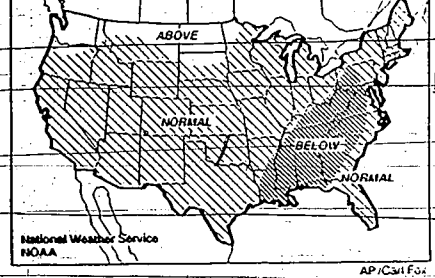 ABOVE
NORMAL
BELOW
NORMAL
National Weather Service
NOAA
AP / Carl Fox